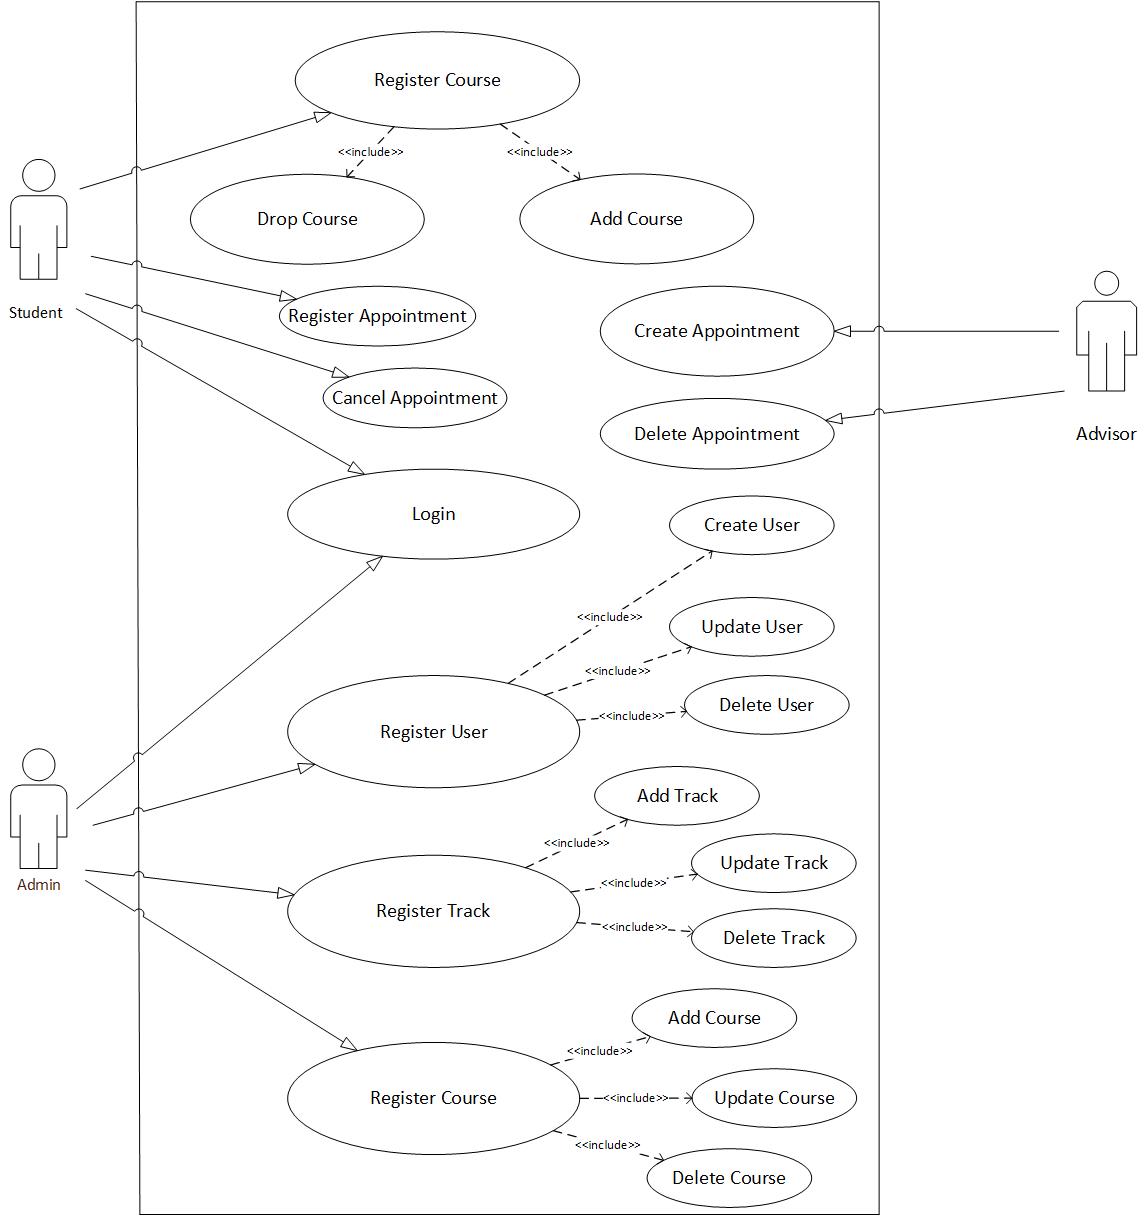 Register Course
<<include>>
<<include>>
Drop Course
Add Course
Student
Register Appointment
Create Appointment
Cancel Appointment
Delete Appointment
Advisor
Login
Create User
<<include>>
Update User
<<include>>
Delete User
<<include>>
Register User
Add Track
<<include>>
Update Track
<<include>>
Admin
Register Track
<<include>>
Delete Track
Add Course
<<include>>
Register Course
<<include>>
Update Course
<<include>>
Delete Course